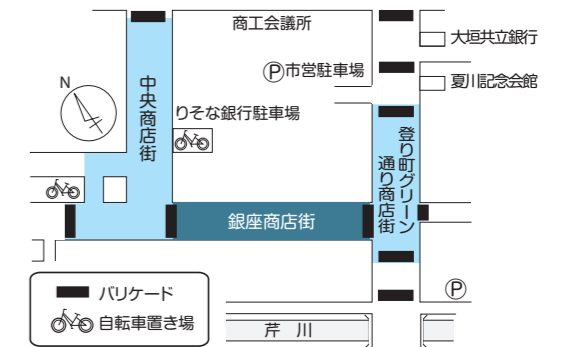 商工会議所
大垣共立銀行
Ⓟ市営駐車場
夏川記念会館
N
中央商店街
りそな銀行駐車場
登り町グリーン
通り商店街
銀座商店街
Ⓟ
バリケード
自転車置き場
芹 川